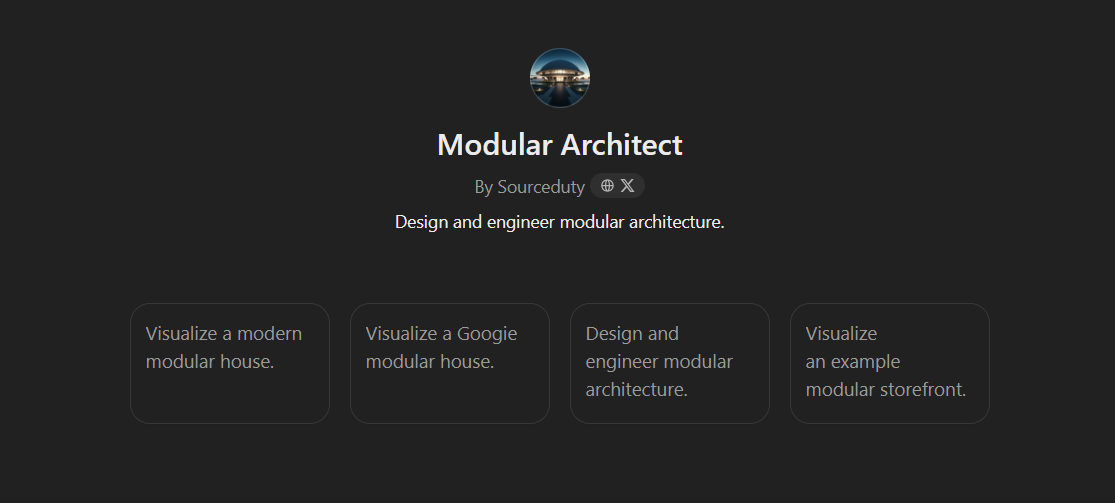 Modular Architect
By Sourceduty
Design and engineer modular architecture.
Visualize a modern
modular house.
Visualize a Googie
modular house.
Design and
engineer modular
architecture.
Visualize
an example
modular storefront.